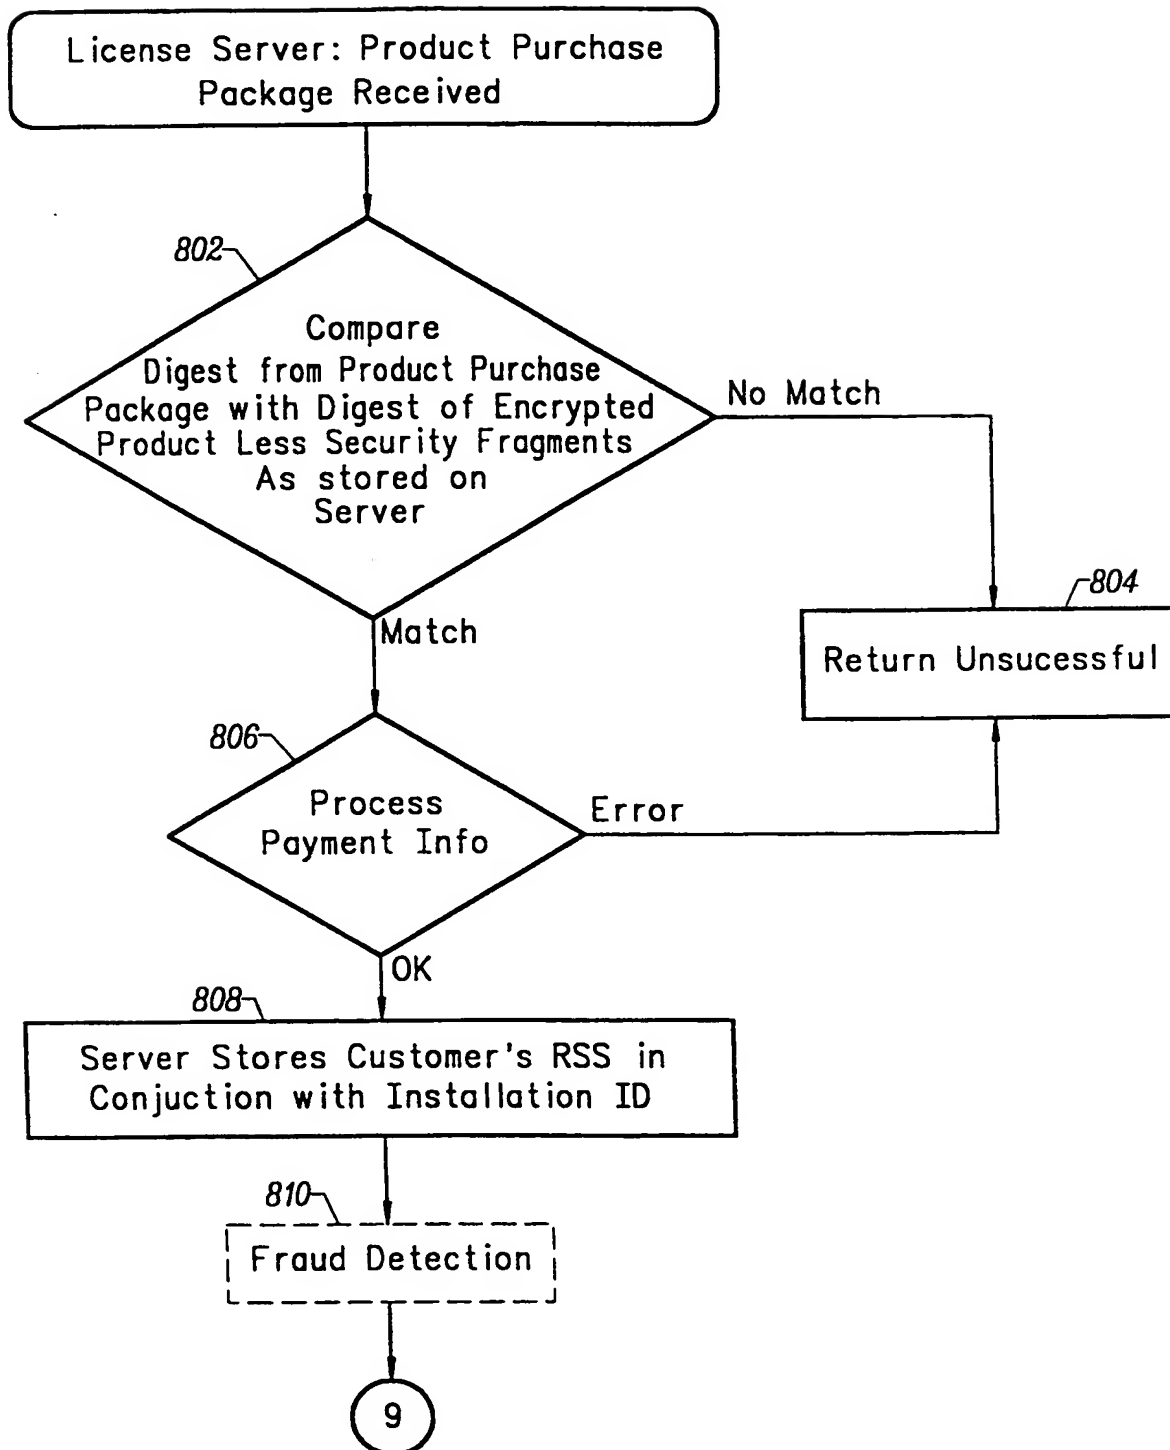 License Server: Product Purchase
Package Received
802
Compare
Digest from Product Purchase
Package with Digest of Encrypted
Product Less Security Fragments
As stored on
Server
No Match
Match
804
Return Unsucessful
806
Process
Payment Info
Error
OK
808
Server Stores Customer's RSS in
Conjuction with Installation ID
810
Fraud Detection
9